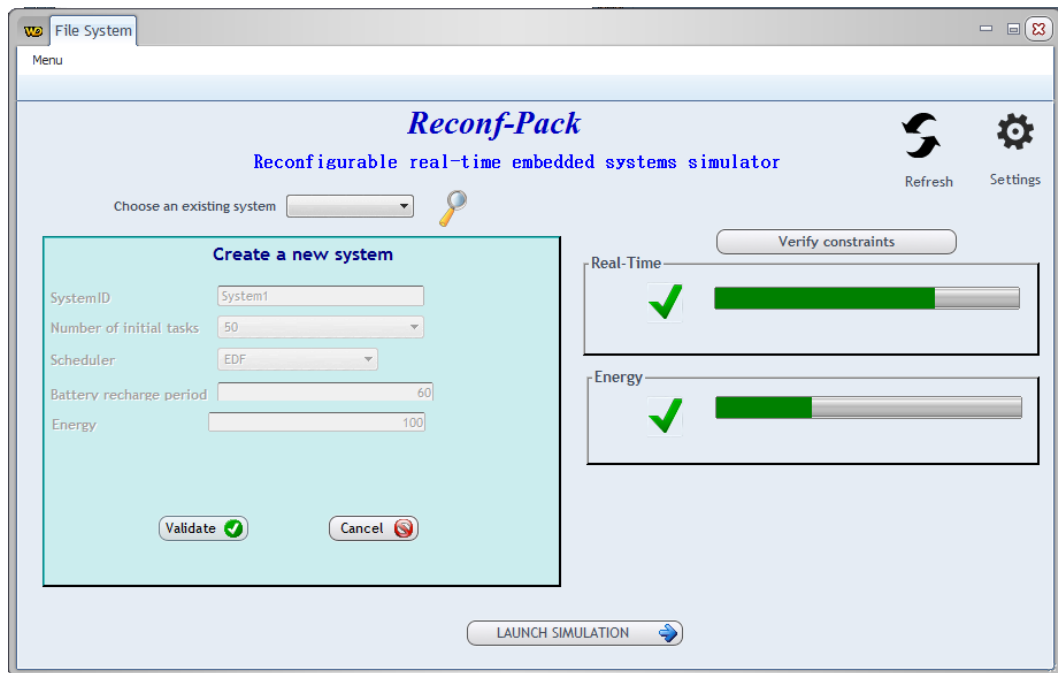 File System
Menu
Reconf-Pack
Reconfigurable real-time embedded systems simulator
Refresh
Settings
Choose an existing system
Verify constraints
Create a new system
Real-Time
SystemID System1
Number of initial tasks 50
Scheduler EDF
Battery recharge period 60
Energy 100
Energy
Validate
Cancel
LAUNCH SIMULATION